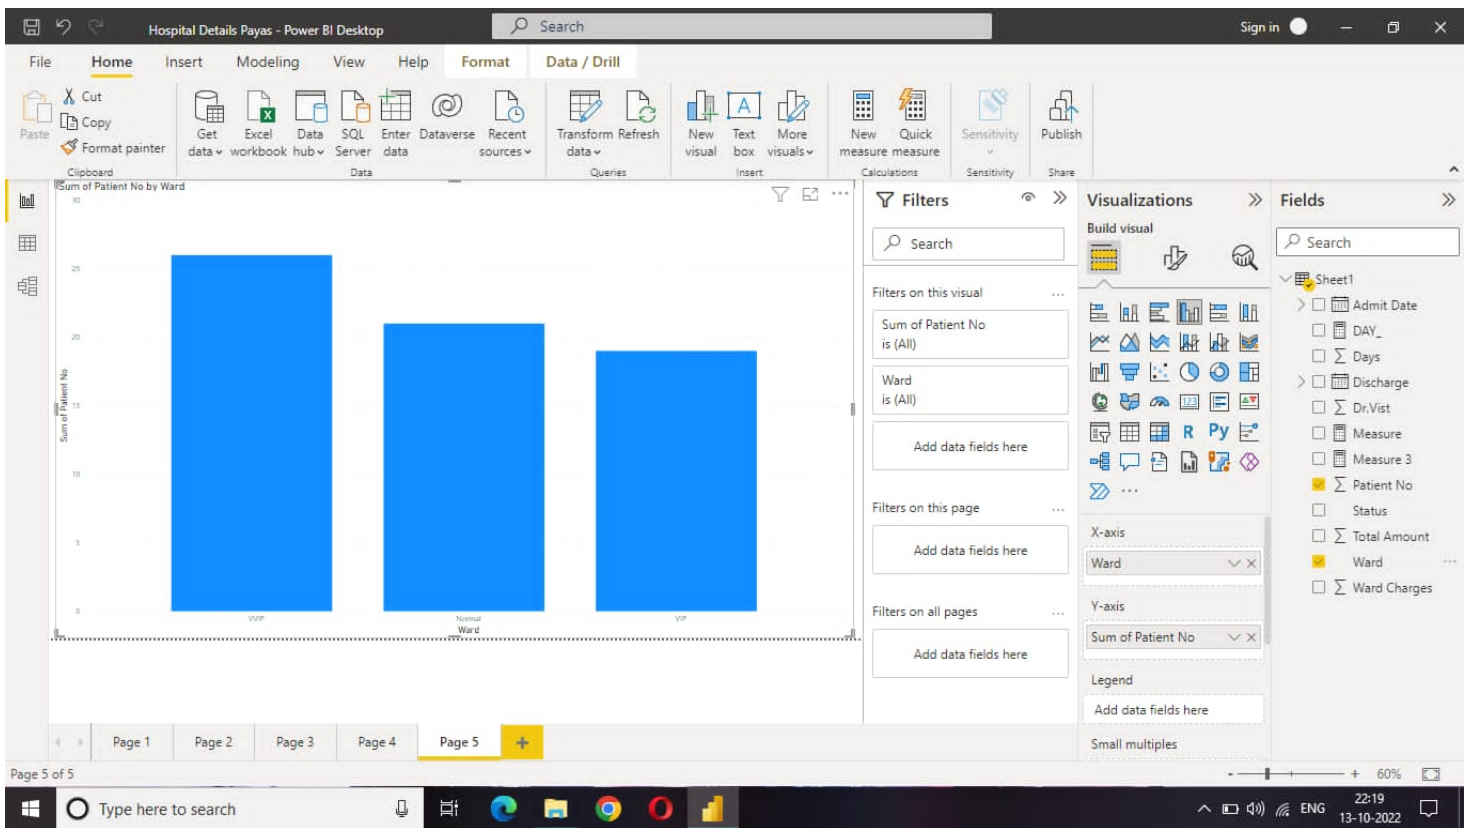 Hospital Details Payas - Power BI Desktop
Search
Sign in
File Home Insert Modeling View Help Format Data / Drill
Paste
Cut
Copy
Format painter
Clipboard
Get data
Excel workbook
Data hub
SQL Server
Enter data
Dataverse
Recent sources
Data
Transform data
Refresh
Queries
New visual
Text box
More visuals
Insert
New measure
Quick measure
Calculations
Sensitivity
Sensitivity
Publish
Share
Sum of Patient No by Ward
30
25
20
15
10
5
0
Sum of Patient No
VVIP Normal VIP
Ward
Filters
Search
Filters on this visual
Sum of Patient No
is (All)
Ward
is (All)
Add data fields here
Filters on this page
Add data fields here
Filters on all pages
Add data fields here
Visualizations
Build visual
123
R Py
X-axis
Ward
Y-axis
Sum of Patient No
Legend
Add data fields here
Small multiples
Fields
Search
Sheet1
Admit Date
DAY_
Days
Discharge
Dr.Vist
Measure
Measure 3
Patient No
Status
Total Amount
Ward
Ward Charges
Page 1 Page 2 Page 3 Page 4 Page 5
Page 5 of 5
60%
Type here to search
ENG
22:19
13-10-2022